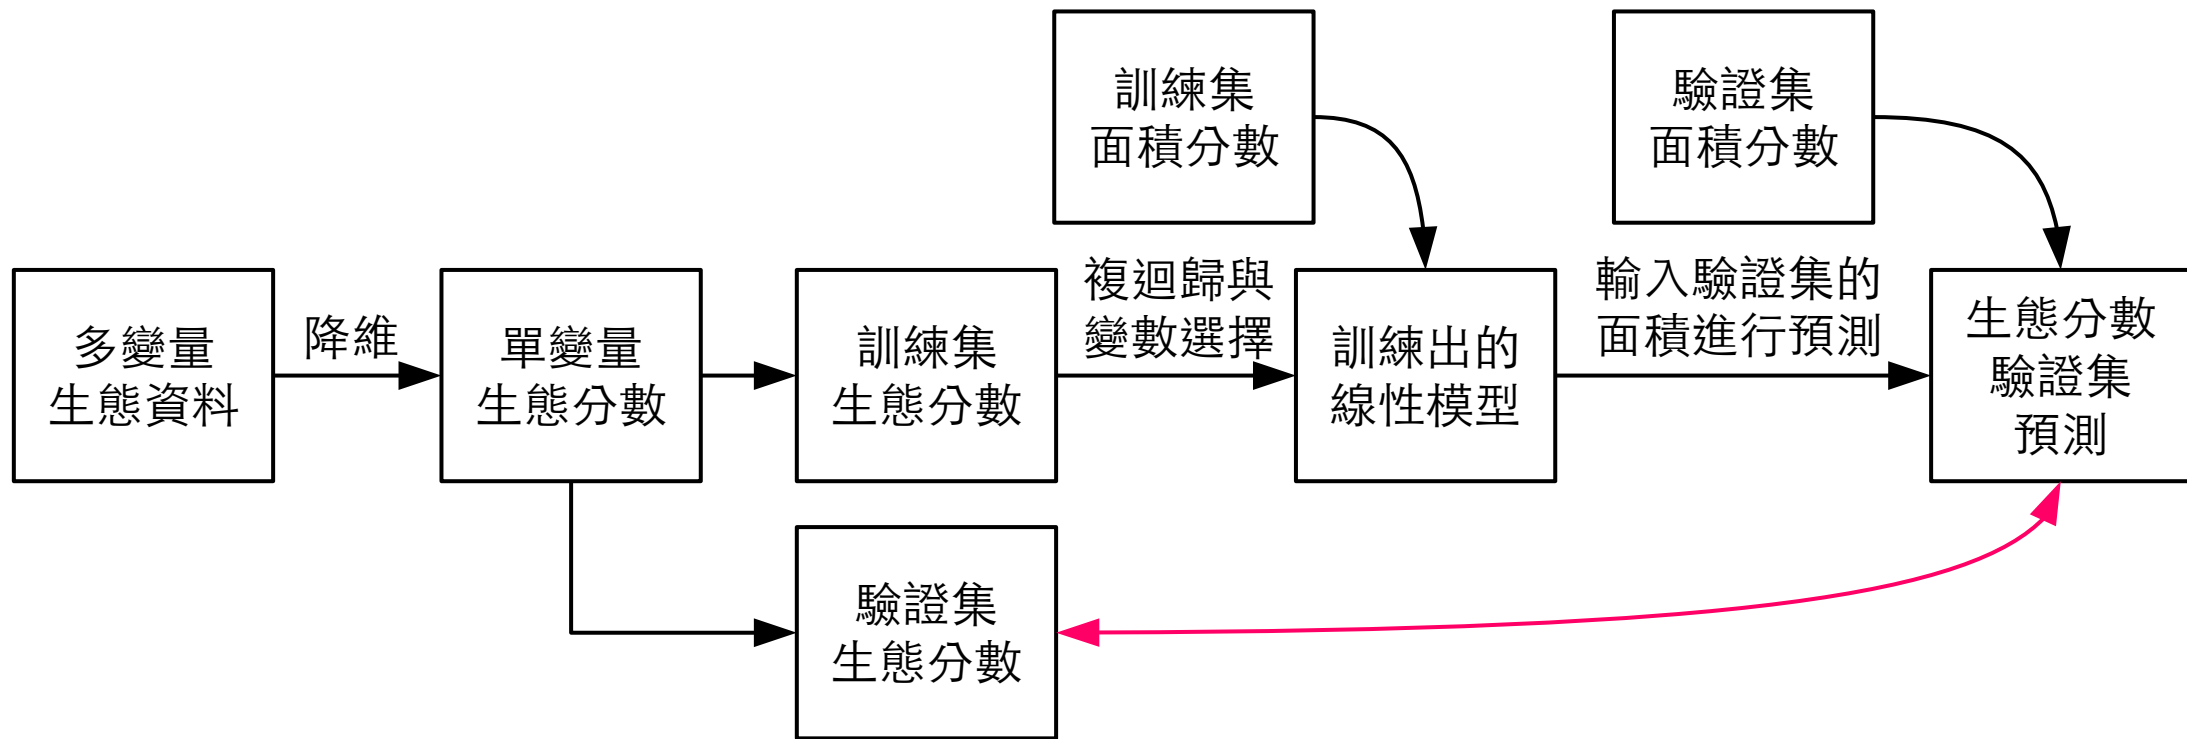 訓練集
面積分數
驗證集
面積分數
多變量
生態資料
降維
單變量
生態分數
訓練集
生態分數
複迴歸與
變數選擇
訓練出的
線性模型
輸入驗證集的
面積進行預測
生態分數
驗證集
預測
驗證集
生態分數